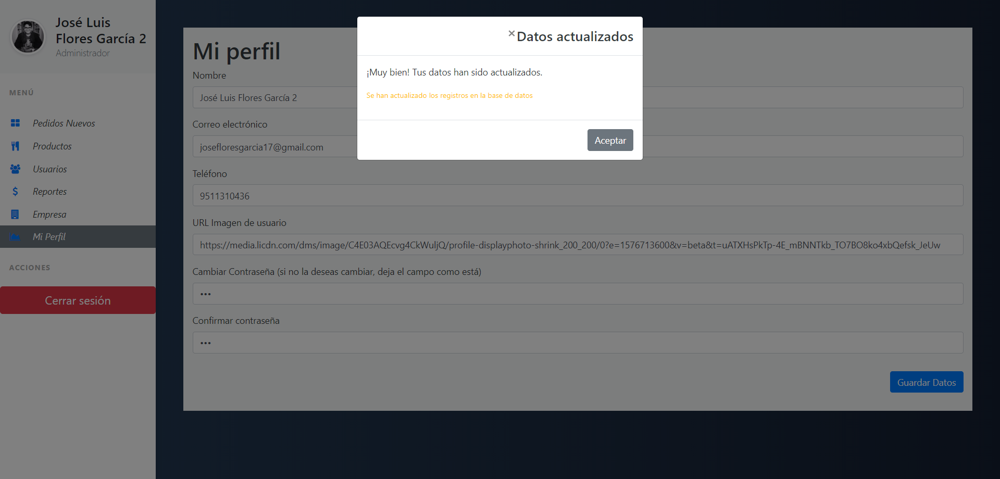 José Luis
Flores García 2
Administrador
MENÚ
Pedidos Nuevos
Productos
Usuarios
Reportes
Empresa
Mi Perfil
ACCIONES
Cerrar sesión
Mi perfil
Nombre
José Luis Flores García 2
Correo electrónico
josefloresgarcia17@gmail.com
Teléfono
9511310436
URL Imagen de usuario
https://media.licdn.com/dms/image/C4E03AQEcvg4CkWuljQ/profile-displayphoto-shrink_200_200/0?e=1576713600&v=beta&t=uATXHsPkTp-4E_mBNNTkb_TO7BO8ko4xbQefsk_JeUw
Cambiar Contraseña (si no la deseas cambiar, deja el campo como está)
•••
Confirmar contraseña
•••
Guardar Datos
×Datos actualizados
¡Muy bien! Tus datos han sido actualizados.
Se han actualizado los registros en la base de datos
Aceptar